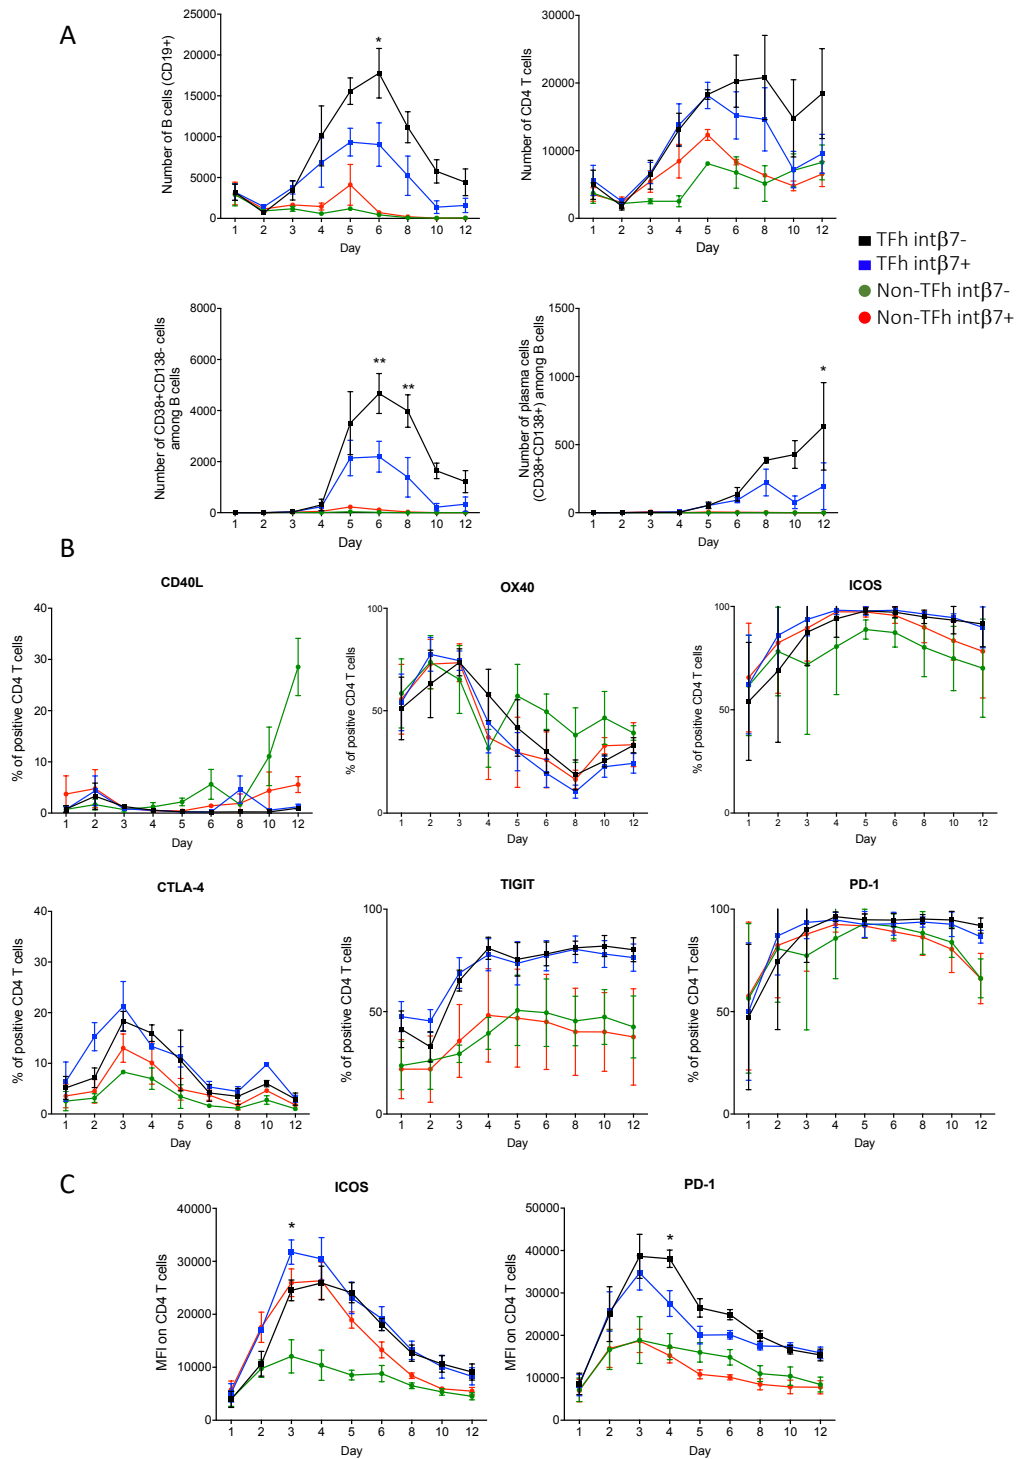 A
Number of B cells (CD19+)
25000
20000
15000
10000
5000
0
*
1 2 3 4 5 6 8 10 12
Day
Number of CD4 T cells
30000
20000
10000
0
1 2 3 4 5 6 8 10 12
Day
TFh intβ7-
TFh intβ7+
Non-TFh intβ7-
Non-TFh intβ7+
Number of CD38+CD138- cells
among B cells
8000
6000
4000
2000
0
** **
1 2 3 4 5 6 8 10 12
Day
Number of plasma cells
(CD38+CD138+) among B cells
1500
1000
500
0
*
1 2 3 4 5 6 8 10 12
Day
B
CD40L
% of positive CD4 T cells
40
30
20
10
0
1 2 3 4 5 6 8 10 12
Day
OX40
% of positive CD4 T cells
100
50
0
1 2 3 4 5 6 8 10 12
Day
ICOS
% of positive CD4 T cells
100
50
0
1 2 3 4 5 6 8 10 12
Day
CTLA-4
% of positive CD4 T cells
40
30
20
10
0
1 2 3 4 5 6 8 10 12
Day
TIGIT
% of positive CD4 T cells
100
50
0
1 2 3 4 5 6 8 10 12
Day
PD-1
% of positive CD4 T cells
100
50
0
1 2 3 4 5 6 8 10 12
Day
C
ICOS
MFI on CD4 T cells
40000
30000
20000
10000
0
*
1 2 3 4 5 6 8 10 12
Day
PD-1
MFI on CD4 T cells
50000
40000
30000
20000
10000
0
*
1 2 3 4 5 6 8 10 12
Day